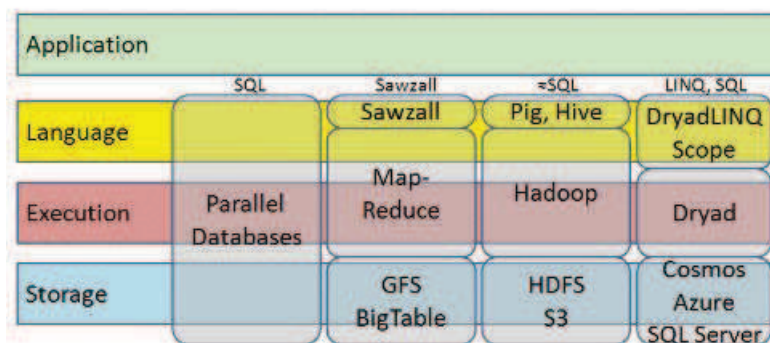 Application
SQL Sawzall ≈SQL LINQ, SQL
Language
Sawzall
Pig, Hive
DryadLINQ
Scope
Execution
Parallel
Databases
Map-
Reduce
Hadoop
Dryad
Storage
GFS
BigTable
HDFS
S3
Cosmos
Azure
SQL Server